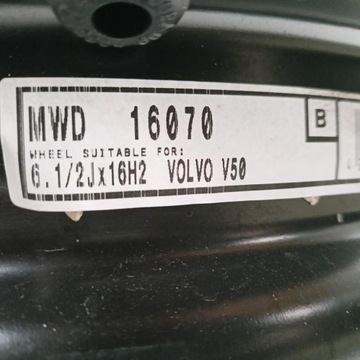 MWD 16070
B
WHEEL SUITABLE FOR:
6.1/2Jx16H2 VOLVO V50